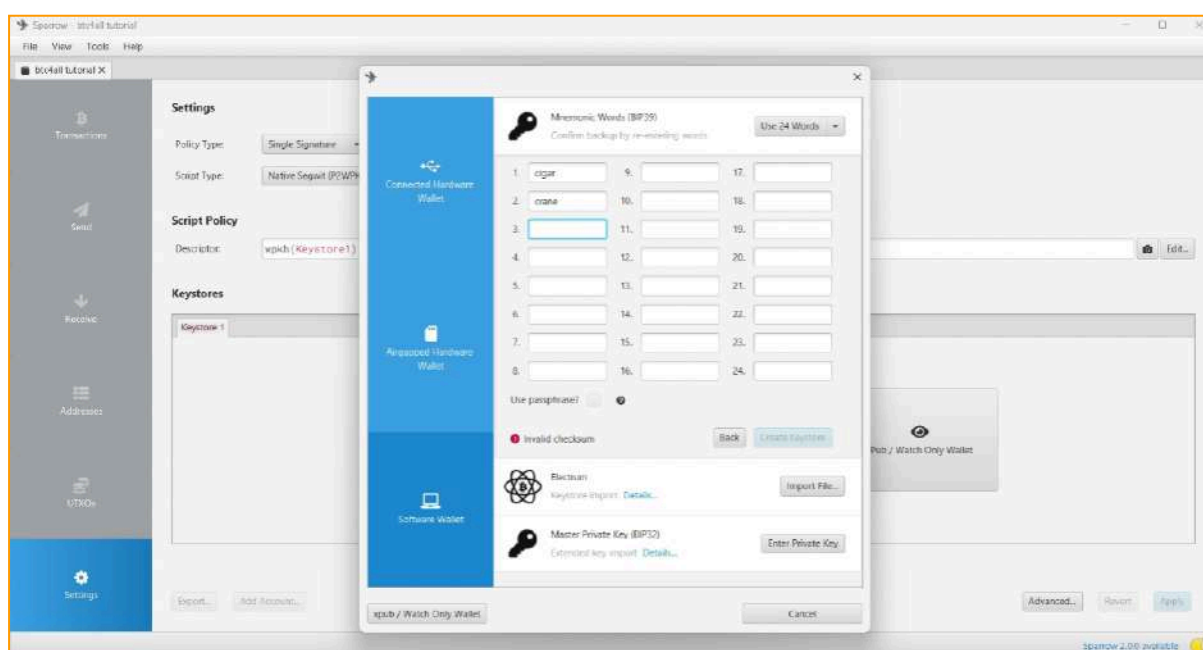 Sparrow - btc4all tutorial
File View Tools Help
btc4all tutorial X
Transactions
Send
Receive
Addresses
UTXOs
Settings
Settings
Policy Type: Single Signature
Script Type: Native Segwit (P2WPK
Script Policy
Descriptor: wpkh(Keystore1) Edit...
Keystores
Keystore 1
Pub / Watch Only Wallet
Export... Add Account... Advanced... Revert Apply
Sparrow 2.0.0 available
Connected Hardware
Wallet
Airgapped Hardware
Wallet
Software Wallet
Mnemonic Words (BIP39) Use 24 Words
Confirm backup by re-entering words
1. cigar 9. 17.
2. crane 10. 18.
3. 11. 19.
4. 12. 20.
5. 13. 21.
6. 14. 22.
7. 15. 23.
8. 16. 24.
Use passphrase?
Invalid checksum Back Create Keystore
Electrum Import File...
Keystore import Details...
Master Private Key (BIP32) Enter Private Key
Extended key import Details...
xpub / Watch Only Wallet Cancel